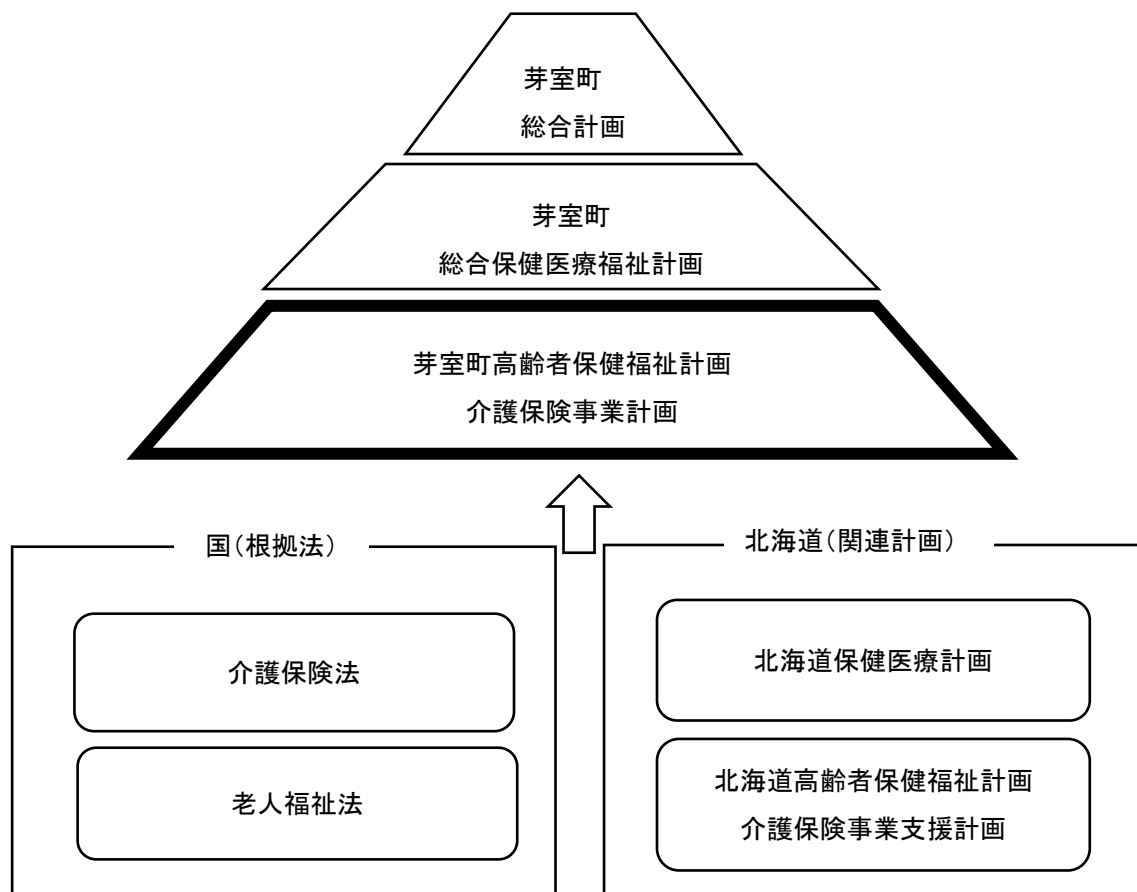 芽室町
総合計画
芽室町
総合保健医療福祉計画
芽室町高齢者保健福祉計画
介護保険事業計画
国(根拠法)
介護保険法
老人福祉法
北海道(関連計画)
北海道保健医療計画
北海道高齢者保健福祉計画
介護保険事業支援計画